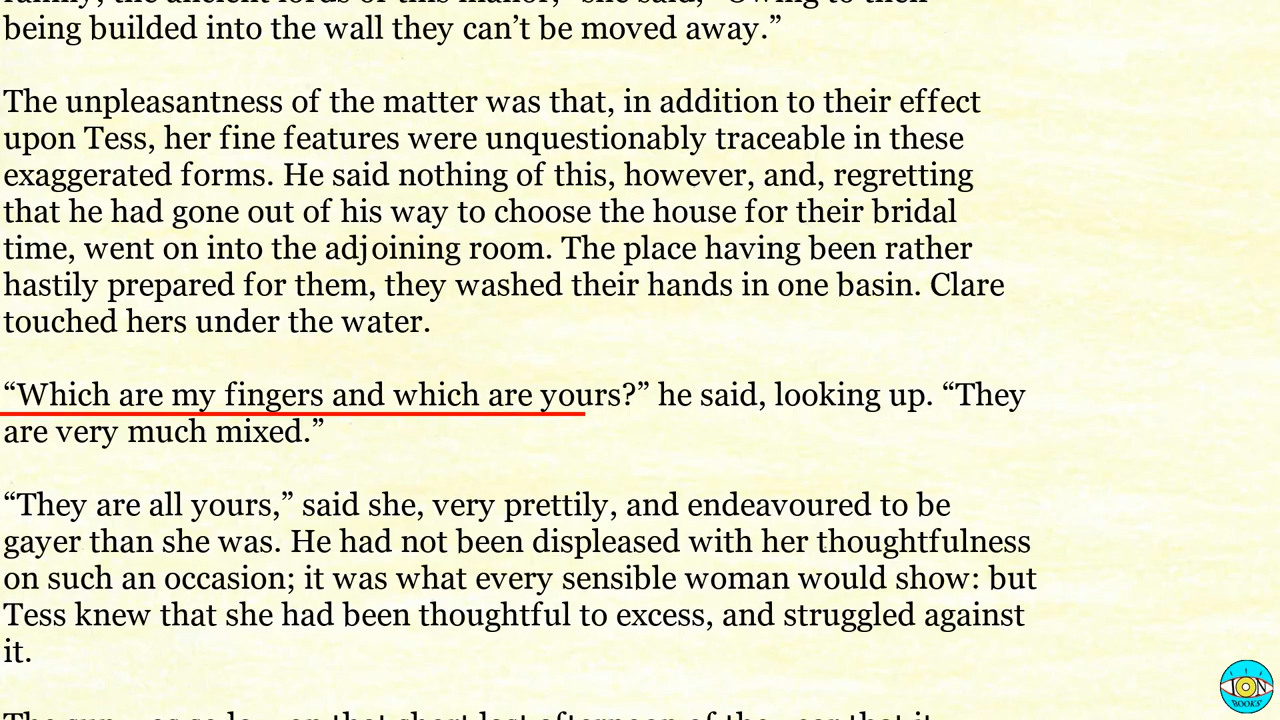 being builded into the wall they can’t be moved away.”
The unpleasantness of the matter was that, in addition to their effect
upon Tess, her fine features were unquestionably traceable in these
exaggerated forms. He said nothing of this, however, and, regretting
that he had gone out of his way to choose the house for their bridal
time, went on into the adjoining room. The place having been rather
hastily prepared for them, they washed their hands in one basin. Clare
touched hers under the water.
“Which are my fingers and which are yours?” he said, looking up. “They
are very much mixed.”
“They are all yours,” said she, very prettily, and endeavoured to be
gayer than she was. He had not been displeased with her thoughtfulness
on such an occasion; it was what every sensible woman would show: but
Tess knew that she had been thoughtful to excess, and struggled against
it.
ION
BOOKS